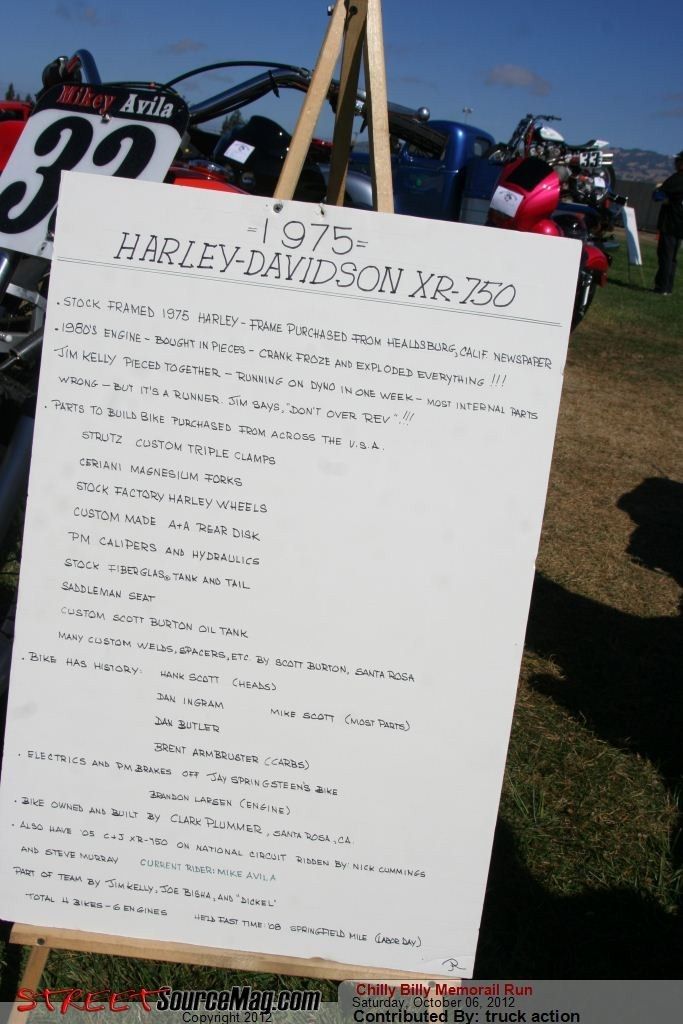 Mikey Avila
32
=1975=
HARLEY-DAVIDSON XR-750
. STOCK FRAMED 1975 HARLEY - FRAME PURCHASED FROM HEALDSBURG, CALIF. NEWSPAPER
. 1980'S ENGINE - BOUGHT IN PIECES - CRANK FROZE AND EXPLODED EVERYTHING !!!
JIM KELLY PIECED TOGETHER - RUNNING ON DYNO IN ONE WEEK - MOST INTERNAL PARTS
WRONG - BUT IT'S A RUNNER. JIM SAYS, "DON'T OVER REV" !!!
. PARTS TO BUILD BIKE PURCHASED FROM ACROSS THE U.S.A.
STRUTZ CUSTOM TRIPLE CLAMPS
CERIANI MAGNESIUM FORKS
STOCK FACTORY HARLEY WHEELS
CUSTOM MADE A+A REAR DISK
PM CALIPERS AND HYDRAULICS
STOCK FIBERGLAS® TANK AND TAIL
SADDLEMAN SEAT
CUSTOM SCOTT BURTON OIL TANK
MANY CUSTOM WELDS, SPACERS, ETC. BY SCOTT BURTON, SANTA ROSA
. BIKE HAS HISTORY: HANK SCOTT (HEADS)
DAN INGRAM MIKE SCOTT (MOST PARTS)
DAN BUTLER
BRENT ARMBRUSTER (CARBS)
. ELECTRICS AND PM BRAKES OFF JAY SPRINGSTEEN'S BIKE
BRANDON LARSEN (ENGINE)
. BIKE OWNED AND BUILT BY CLARK PLUMMER, SANTA ROSA, CA.
. ALSO HAVE '05 C+J XR-750 ON NATIONAL CIRCUIT RIDDEN BY: NICK CUMMINGS
AND STEVE MURRAY CURRENT RIDER: MIKE AVILA
PART OF TEAM BY JIM KELLY, JOE BISHA, AND "DICKEL"
TOTAL 4 BIKES - 6 ENGINES HELD FAST TIME: '08 SPRINGFIELD MILE (LABOR DAY)
STREETSourceMag.com
Copyright 2012
Chilly Billy Memorail Run
Saturday, October 06, 2012
Contributed By: truck action